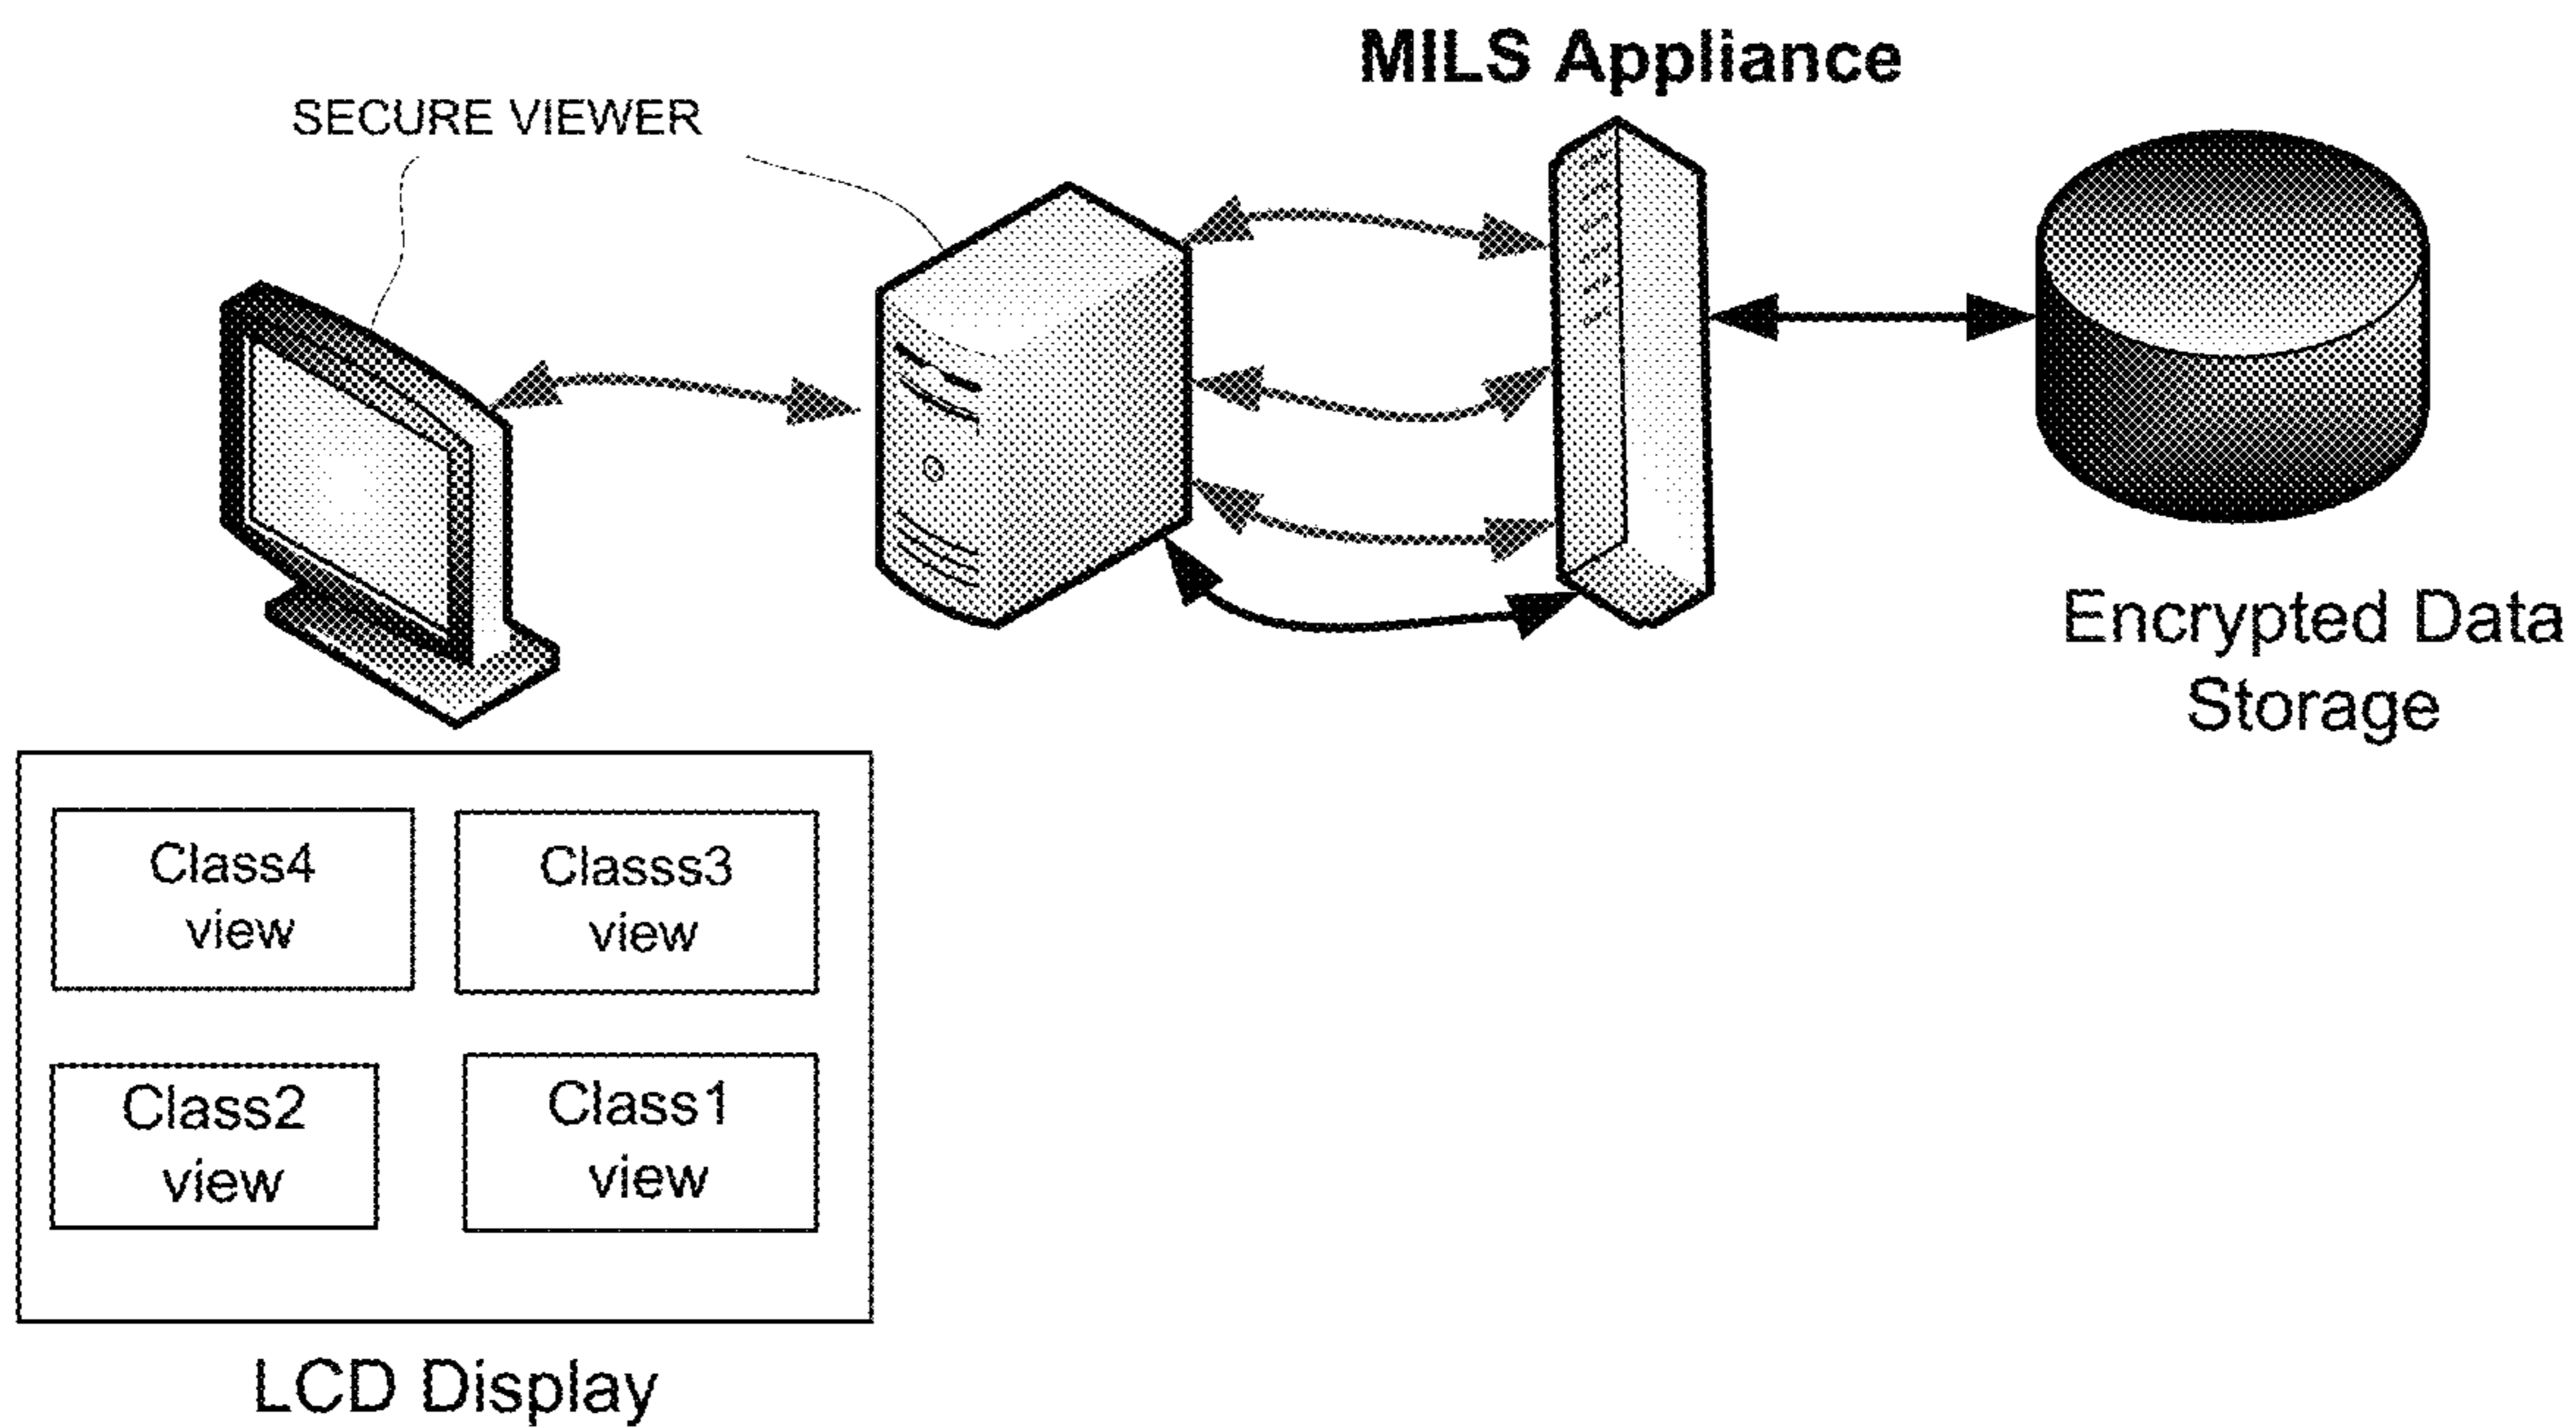 MILS Appliance
SECURE VIEWER
Encrypted Data
Storage
Class4
view
Classs3
view
Class2
view
Class1
view
LCD Display